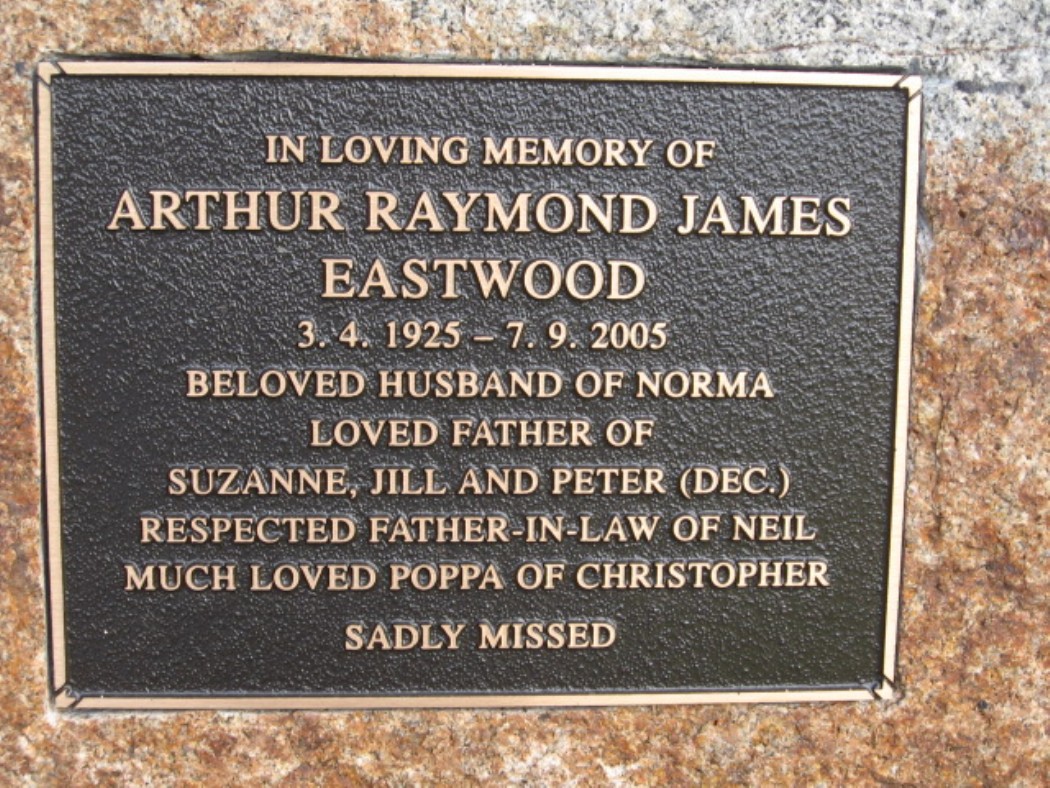 IN LOVING MEMORY OF
ARTHUR RAYMOND JAMES
EASTWOOD
3. 4. 1925 – 7. 9. 2005
BELOVED HUSBAND OF NORMA
LOVED FATHER OF
SUZANNE, JILL AND PETER (DEC.)
RESPECTED FATHER-IN-LAW OF NEIL
MUCH LOVED POPPA OF CHRISTOPHER
SADLY MISSED